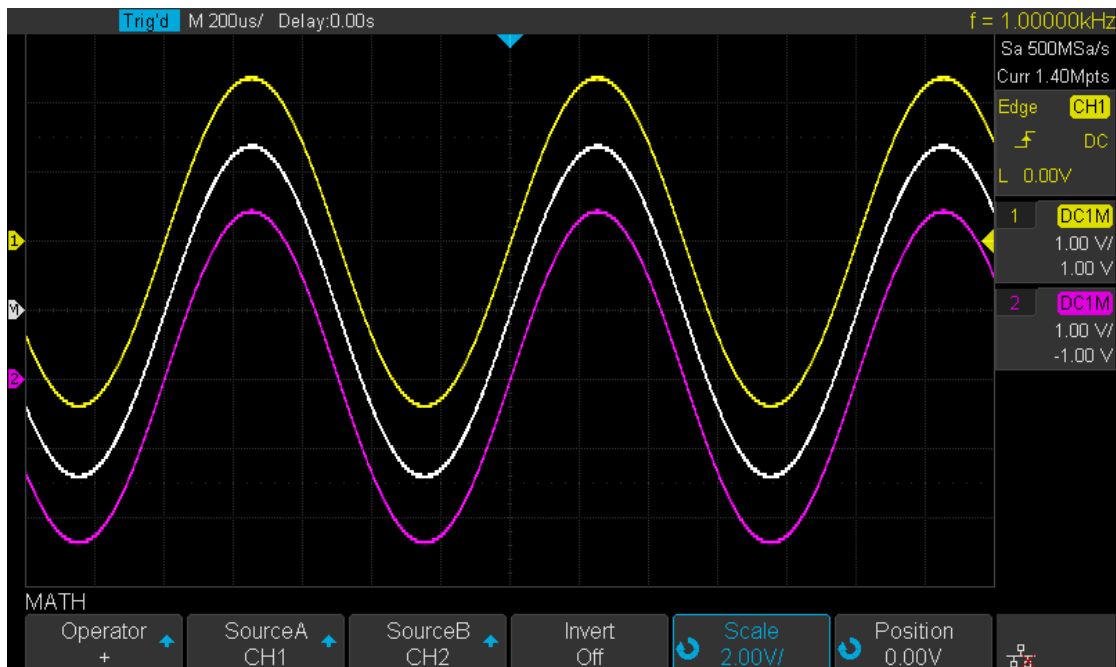 Trig'd M 200us/ Delay:0.00s f = 1.00000kHz
Sa 500MSa/s
Curr 1.40Mpts
Edge CH1
DC
L 0.00V
1 DC1M
1.00 V/
1.00 V
2 DC1M
1.00 V/
-1.00 V
1
M
2
MATH
Operator SourceA SourceB Invert Scale Position
+ CH1 CH2 Off 2.00V/ 0.00V